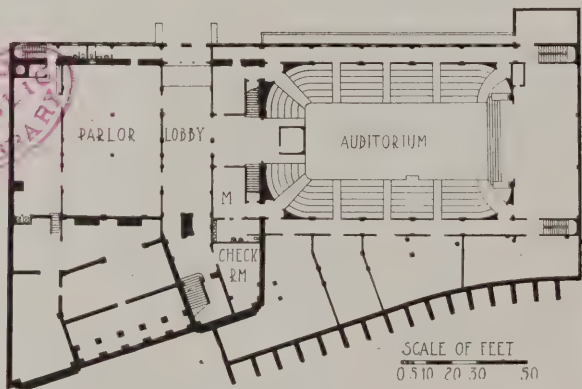 PARLOR
LOBBY
AUDITORIUM
M
CHECK
RM
SCALE OF FEET
0 5 10 20 30 50